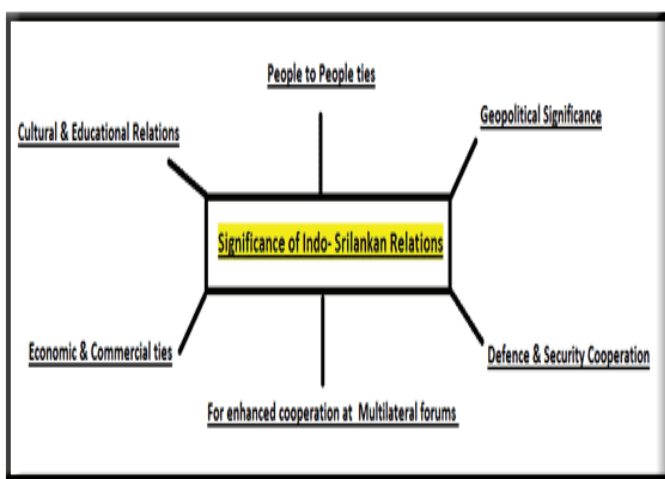 People to People ties
Cultural & Educational Relations
Geopolitical Significance
Significance of Indo- Srilankan Relations
Economic & Commercial ties
Defence & Security Cooperation
For enhanced cooperation at Multilateral forums